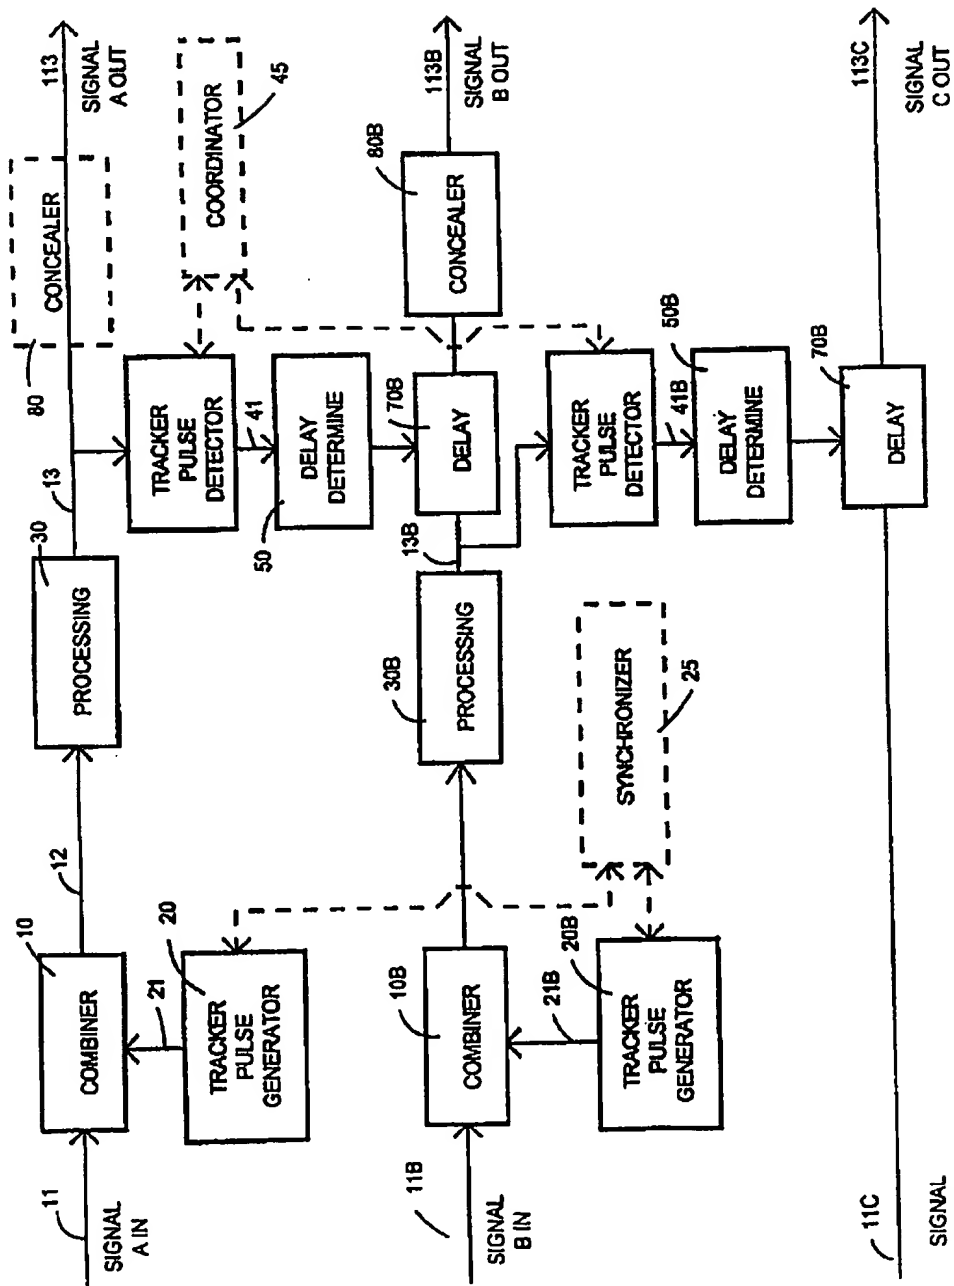 11
SIGNAL
A IN
10
COMBINER
12
21
20
TRACKER
PULSE
GENERATOR
30
PROCESSING
13
80
CONCEALER
113
SIGNAL
A OUT
TRACKER
PULSE
DETECTOR
41
COORDINATOR
45
50
DELAY
DETERMINE
11B
SIGNAL
B IN
COMBINER
10B
21B
20B
TRACKER
PULSE
GENERATOR
30B
PROCESSING
13B
70B
DELAY
80B
CONCEALER
113B
SIGNAL
B OUT
SYNCHRONIZER
25
TRACKER
PULSE
DETECTOR
41B
50B
DELAY
DETERMINE
70B
DELAY
11C
SIGNAL
113C
SIGNAL
C OUT